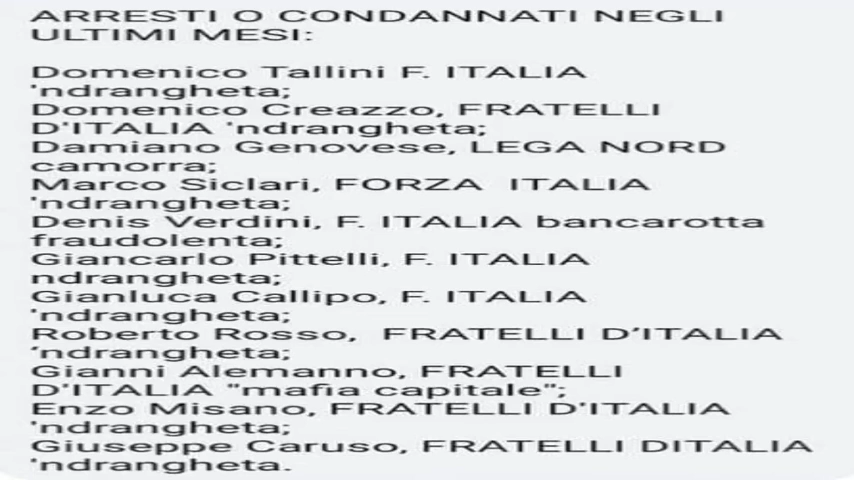 ARRESTI O CONDANNATI NEGLI
ULTIMI MESI:
Domenico Tallini F. ITALIA
'ndrangheta;
Domenico Creazzo, FRATELLI
D'ITALIA 'ndrangheta;
Damiano Genovese, LEGA NORD
camorra;
Marco Siclari, FORZA ITALIA
'ndrangheta;
Denis Verdini, F. ITALIA bancarotta
fraudolenta;
Giancarlo Pittelli, F. ITALIA
ndrangheta;
Gianluca Callipo, F. ITALIA
'ndrangheta;
Roberto Rosso, FRATELLI D'ITALIA
'ndrangheta;
Gianni Alemanno, FRATELLI
D'ITALIA "mafia capitale";
Enzo Misano, FRATELLI D'ITALIA
'ndrangheta;
Giuseppe Caruso, FRATELLI DITALIA
'ndrangheta.